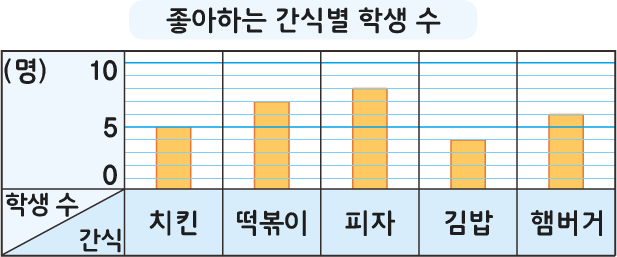 좋아하는 간식별 학생 수
(명) 10
5
0
학생 수
간식
치킨 떡볶이 피자 김밥 햄버거